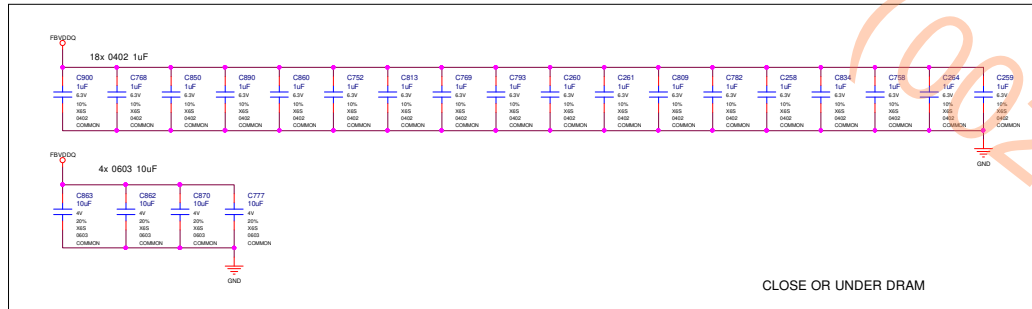 FBVDDQ
18x 0402 1uF
C900 C768 C850 C890 C860 C752 C813 C769 C793 C260 C261 C809 C782 C258 C834 C758 C264 C259
1uF 1uF 1uF 1uF 1uF 1uF 1uF 1uF 1uF 1uF 1uF 1uF 1uF 1uF 1uF 1uF 1uF 1uF
6.3V 6.3V 6.3V 6.3V 6.3V 6.3V 6.3V 6.3V 6.3V 6.3V 6.3V 6.3V 6.3V 6.3V 6.3V 6.3V 6.3V 6.3V
10% 10% 10% 10% 10% 10% 10% 10% 10% 10% 10% 10% 10% 10% 10% 10% 10% 10%
X6S X6S X6S X6S X6S X6S X6S X6S X6S X6S X6S X6S X6S X6S X6S X6S X6S X6S
0402 0402 0402 0402 0402 0402 0402 0402 0402 0402 0402 0402 0402 0402 0402 0402 0402 0402
COMMON COMMON COMMON COMMON COMMON COMMON COMMON COMMON COMMON COMMON COMMON COMMON COMMON COMMON COMMON COMMON COMMON COMMON
GND
FBVDDQ
4x 0603 10uF
C863 C862 C870 C777
10uF 10uF 10uF 10uF
4V 4V 4V 4V
20% 20% 20% 20%
X6S X6S X6S X6S
0603 0603 0603 0603
COMMON COMMON COMMON COMMON
GND
CLOSE OR UNDER DRAM